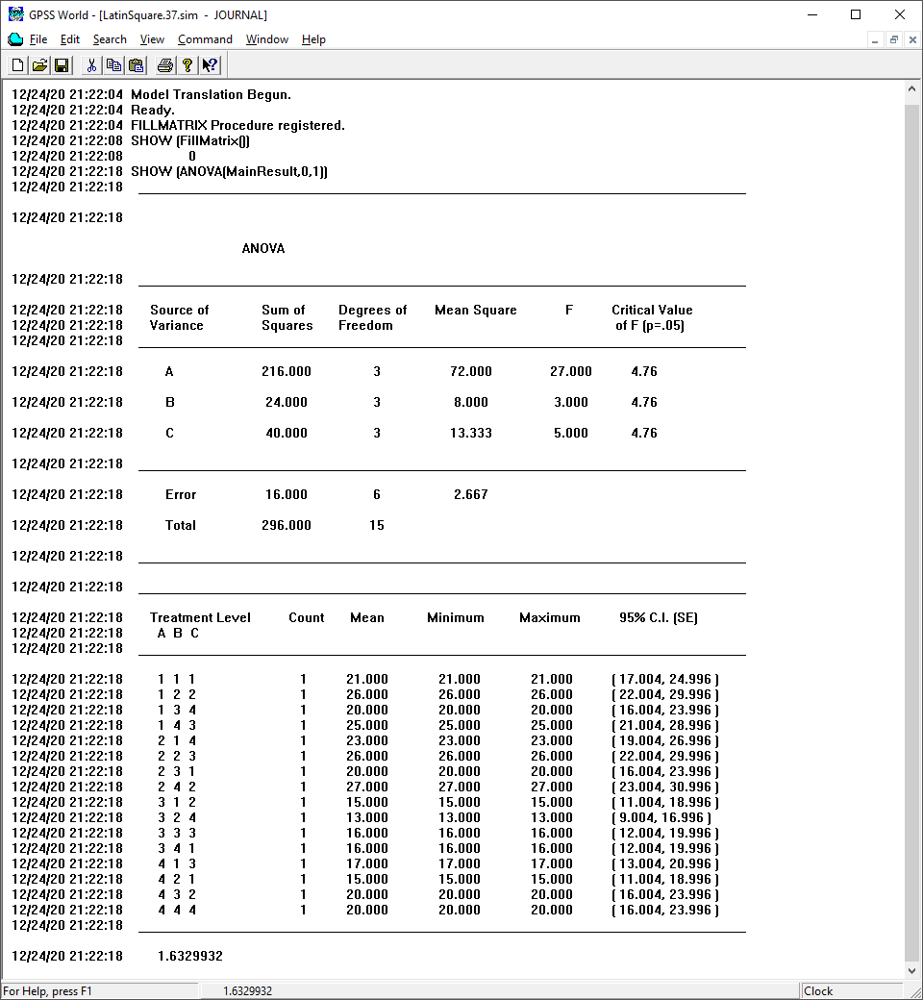 GPSS World - [LatinSquare.37.sim - JOURNAL]
File Edit Search View Command Window Help
12/24/20 21:22:04 Model Translation Begun.
12/24/20 21:22:04 Ready.
12/24/20 21:22:04 FILLMATRIX Procedure registered.
12/24/20 21:22:08 SHOW (FillMatrix())
12/24/20 21:22:08 0
12/24/20 21:22:18 SHOW (ANOVA(MainResult,0,1))
12/24/20 21:22:18
12/24/20 21:22:18
ANOVA
12/24/20 21:22:18
12/24/20 21:22:18 Source of Sum of Degrees of Mean Square F Critical Value
12/24/20 21:22:18 Variance Squares Freedom of F (p=.05)
12/24/20 21:22:18
12/24/20 21:22:18 A 216.000 3 72.000 27.000 4.76
12/24/20 21:22:18 B 24.000 3 8.000 3.000 4.76
12/24/20 21:22:18 C 40.000 3 13.333 5.000 4.76
12/24/20 21:22:18
12/24/20 21:22:18 Error 16.000 6 2.667
12/24/20 21:22:18 Total 296.000 15
12/24/20 21:22:18
12/24/20 21:22:18
12/24/20 21:22:18 Treatment Level Count Mean Minimum Maximum 95% C.I. (SE)
12/24/20 21:22:18 A B C
12/24/20 21:22:18
12/24/20 21:22:18 1 1 1 1 21.000 21.000 21.000 ( 17.004, 24.996 )
12/24/20 21:22:18 1 2 2 1 26.000 26.000 26.000 ( 22.004, 29.996 )
12/24/20 21:22:18 1 3 4 1 20.000 20.000 20.000 ( 16.004, 23.996 )
12/24/20 21:22:18 1 4 3 1 25.000 25.000 25.000 ( 21.004, 28.996 )
12/24/20 21:22:18 2 1 4 1 23.000 23.000 23.000 ( 19.004, 26.996 )
12/24/20 21:22:18 2 2 3 1 26.000 26.000 26.000 ( 22.004, 29.996 )
12/24/20 21:22:18 2 3 1 1 20.000 20.000 20.000 ( 16.004, 23.996 )
12/24/20 21:22:18 2 4 2 1 27.000 27.000 27.000 ( 23.004, 30.996 )
12/24/20 21:22:18 3 1 2 1 15.000 15.000 15.000 ( 11.004, 18.996 )
12/24/20 21:22:18 3 2 4 1 13.000 13.000 13.000 ( 9.004, 16.996 )
12/24/20 21:22:18 3 3 3 1 16.000 16.000 16.000 ( 12.004, 19.996 )
12/24/20 21:22:18 3 4 1 1 16.000 16.000 16.000 ( 12.004, 19.996 )
12/24/20 21:22:18 4 1 3 1 17.000 17.000 17.000 ( 13.004, 20.996 )
12/24/20 21:22:18 4 2 1 1 15.000 15.000 15.000 ( 11.004, 18.996 )
12/24/20 21:22:18 4 3 2 1 20.000 20.000 20.000 ( 16.004, 23.996 )
12/24/20 21:22:18 4 4 4 1 20.000 20.000 20.000 ( 16.004, 23.996 )
12/24/20 21:22:18
12/24/20 21:22:18 1.6329932
For Help, press F1 1.6329932 Clock